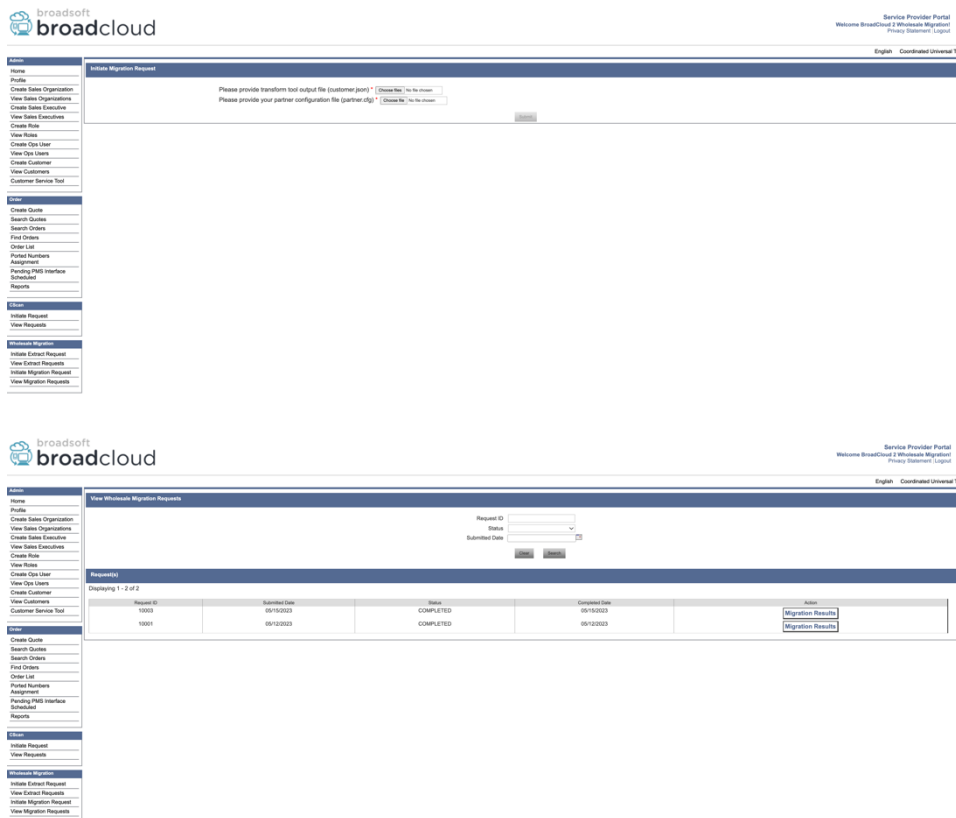 broadsoft
broadcloud
Service Provider Portal
Welcome BroadCloud 2 Wholesale Migration!
Privacy Statement Logout
English Coordinated Universal T
Admin
Home
Profile
Create Sales Organization
View Sales Organizations
Create Sales Executive
View Sales Executives
Create Role
View Roles
Create Ops User
View Ops Users
Create Customer
View Customers
Customer Service Tool
Order
Create Quote
Search Quotes
Search Orders
Find Orders
Order List
Ported Numbers
Assignment
Pending PMS Interface
Scheduled
Reports
CScan
Initiate Request
View Requests
Wholesale Migration
Initiate Extract Request
View Extract Requests
Initiate Migration Request
View Migration Requests
Initiate Migration Request
Please provide transform tool output file (customer.json) * Choose files No file chosen
Please provide your partner configuration file (partner.cfg) * Choose file No file chosen
Submit
broadsoft
broadcloud
Service Provider Portal
Welcome BroadCloud 2 Wholesale Migration!
Privacy Statement Logout
English Coordinated Universal T
Admin
Home
Profile
Create Sales Organization
View Sales Organizations
Create Sales Executive
View Sales Executives
Create Role
View Roles
Create Ops User
View Ops Users
Create Customer
View Customers
Customer Service Tool
Order
Create Quote
Search Quotes
Search Orders
Find Orders
Order List
Ported Numbers
Assignment
Pending PMS Interface
Scheduled
Reports
CScan
Initiate Request
View Requests
Wholesale Migration
Initiate Extract Request
View Extract Requests
Initiate Migration Request
View Migration Requests
View Wholesale Migration Requests
Request ID
Status
Submitted Date
Clear Search
Request(s)
Displaying 1 - 2 of 2
Request ID Submitted Date Status Completed Date Action
10003 05/15/2023 COMPLETED 05/15/2023 Migration Results
10001 05/12/2023 COMPLETED 05/12/2023 Migration Results